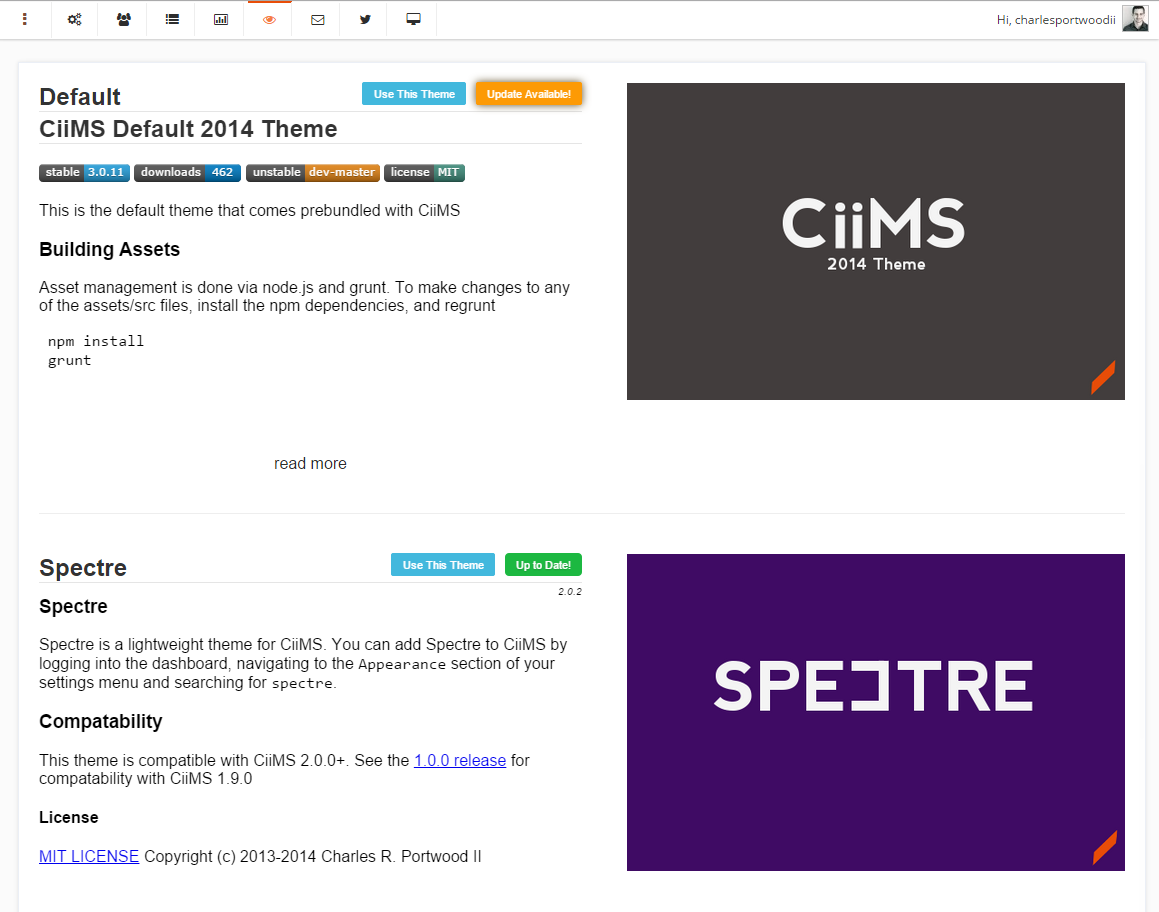 Hi, charlesportwoodii
Default
Use This Theme
Update Available!
CiiMS Default 2014 Theme
stable 3.0.11 downloads 462 unstable dev-master license MIT
This is the default theme that comes prebundled with CiiMS
Building Assets
Asset management is done via node.js and grunt. To make changes to any
of the assets/src files, install the npm dependencies, and regrunt
npm install
grunt
read more
CiiMS
2014 Theme
Spectre
Use This Theme
Up to Date!
2.0.2
Spectre
Spectre is a lightweight theme for CiiMS. You can add Spectre to CiiMS by
logging into the dashboard, navigating to the Appearance section of your
settings menu and searching for spectre.
Compatability
This theme is compatible with CiiMS 2.0.0+. See the 1.0.0 release for
compatability with CiiMS 1.9.0
License
MIT LICENSE Copyright (c) 2013-2014 Charles R. Portwood II
SPECTRE